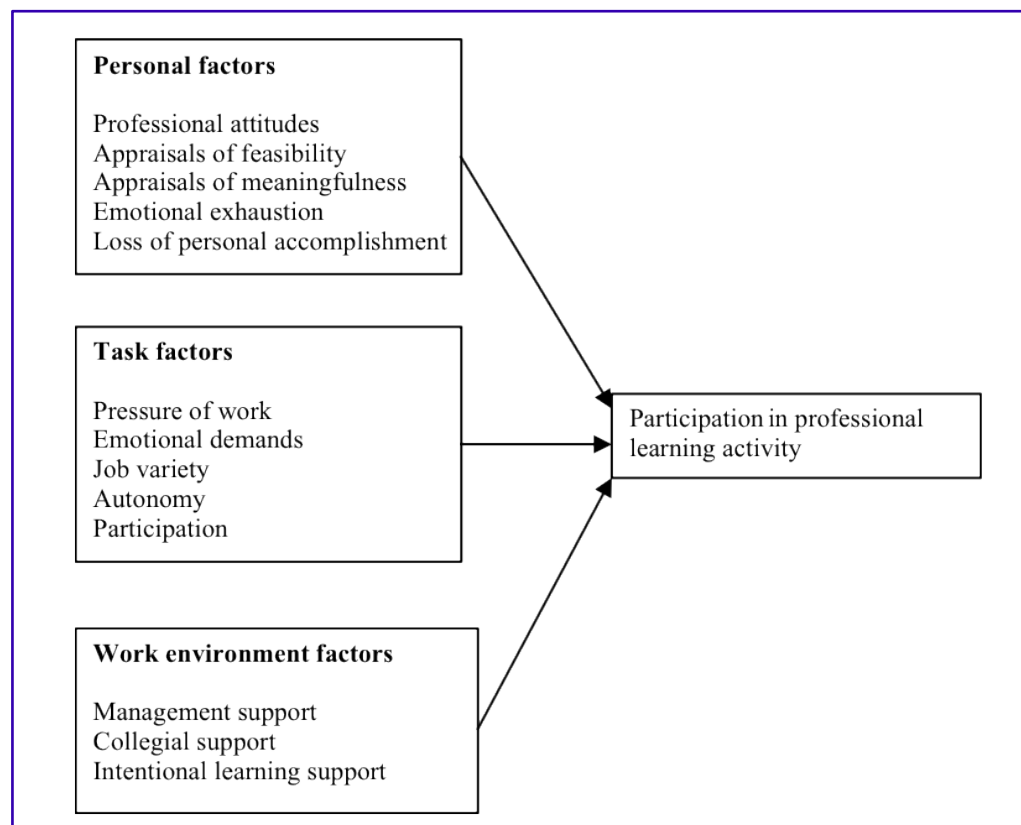 Personal factors
Professional attitudes
Appraisals of feasibility
Appraisals of meaningfulness
Emotional exhaustion
Loss of personal accomplishment
Task factors
Pressure of work
Emotional demands
Job variety
Autonomy
Participation
Participation in professional
learning activity
Work environment factors
Management support
Collegial support
Intentional learning support